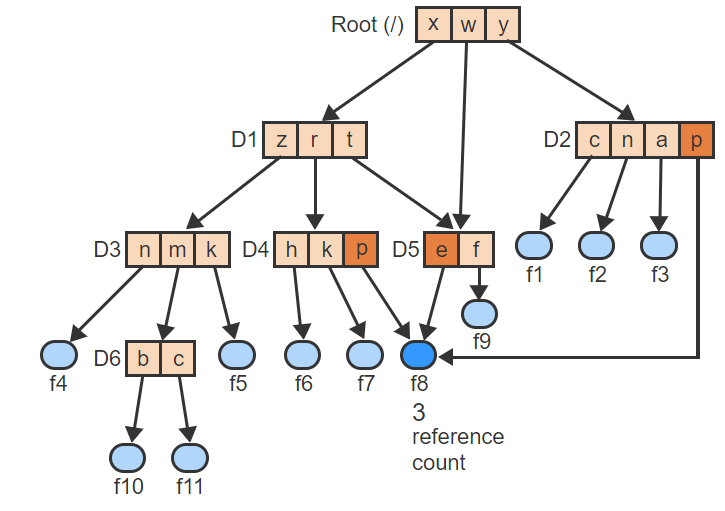 Root (/) x w y
D1 z r t
D2 c n a p
D3 n m k
D4 h k p
D5 e f
f1 f2 f3
f9
f4
D6 b c
f5 f6 f7 f8
3
reference
count
f10 f11